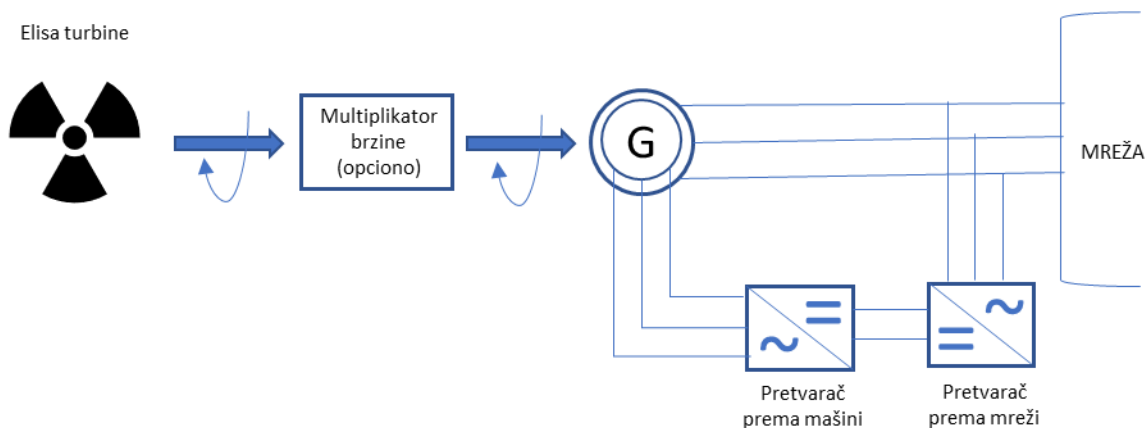 Elisa turbine
Multiplikator
brzine
(opciono)
G
MREŽA
Pretvarač
prema mašini
Pretvarač
prema mreži